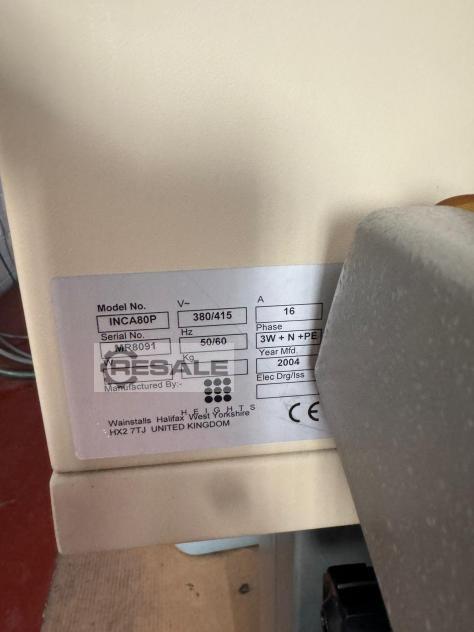 Model No. V~ A
INCA80P 380/415 16
Serial No. Hz Phase
MR8091 50/60 3W + N +PE
W Kg Year Mfd.
2004
RESALE
Manufactured By:- Elec Drg/Iss
HEIGHTS
Wainstalls Halifax West Yorkshire
HX2 7TJ UNITED KINGDOM
CE